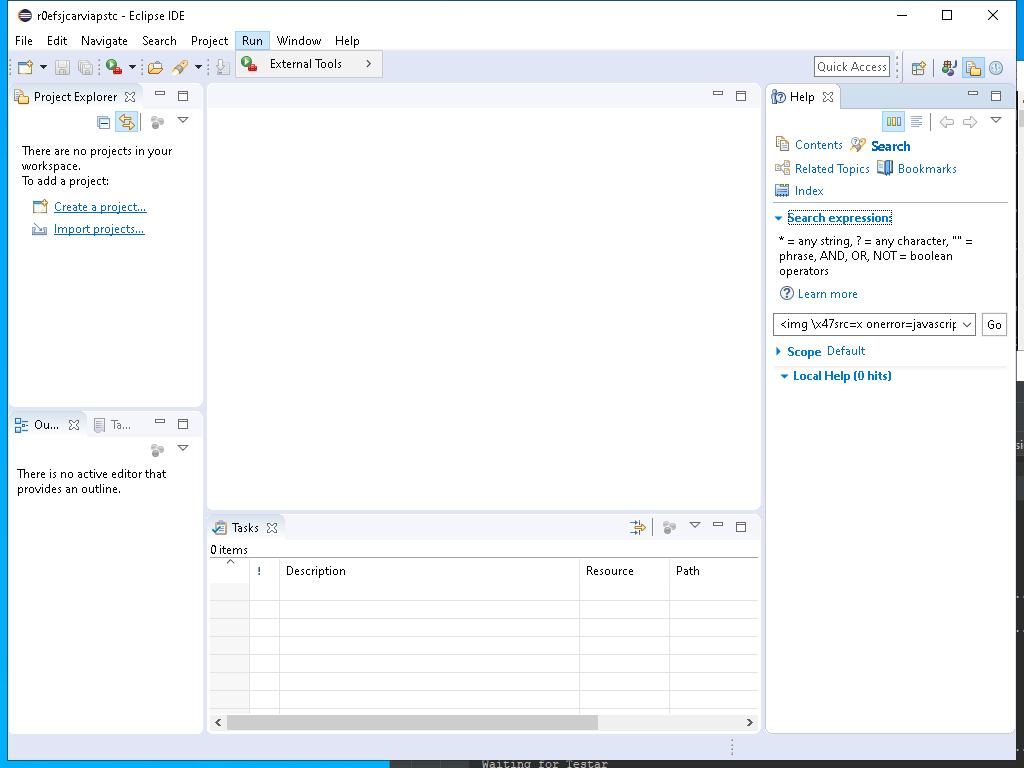 r0efsjcarviapstc - Eclipse IDE
File Edit Navigate Search Project Run Window Help
External Tools
Quick Access
Project Explorer
There are no projects in your
workspace.
To add a project:
Create a project...
Import projects...
Ou... Ta...
There is no active editor that
provides an outline.
Tasks
0 items
! Description Resource Path
Help
Contents Search
Related Topics Bookmarks
Index
Search expression:
* = any string, ? = any character, "" =
phrase, AND, OR, NOT = boolean
operators
Learn more
<img \x47src=x onerror=javascrip Go
Scope Default
Local Help (0 hits)
Waiting for Testar